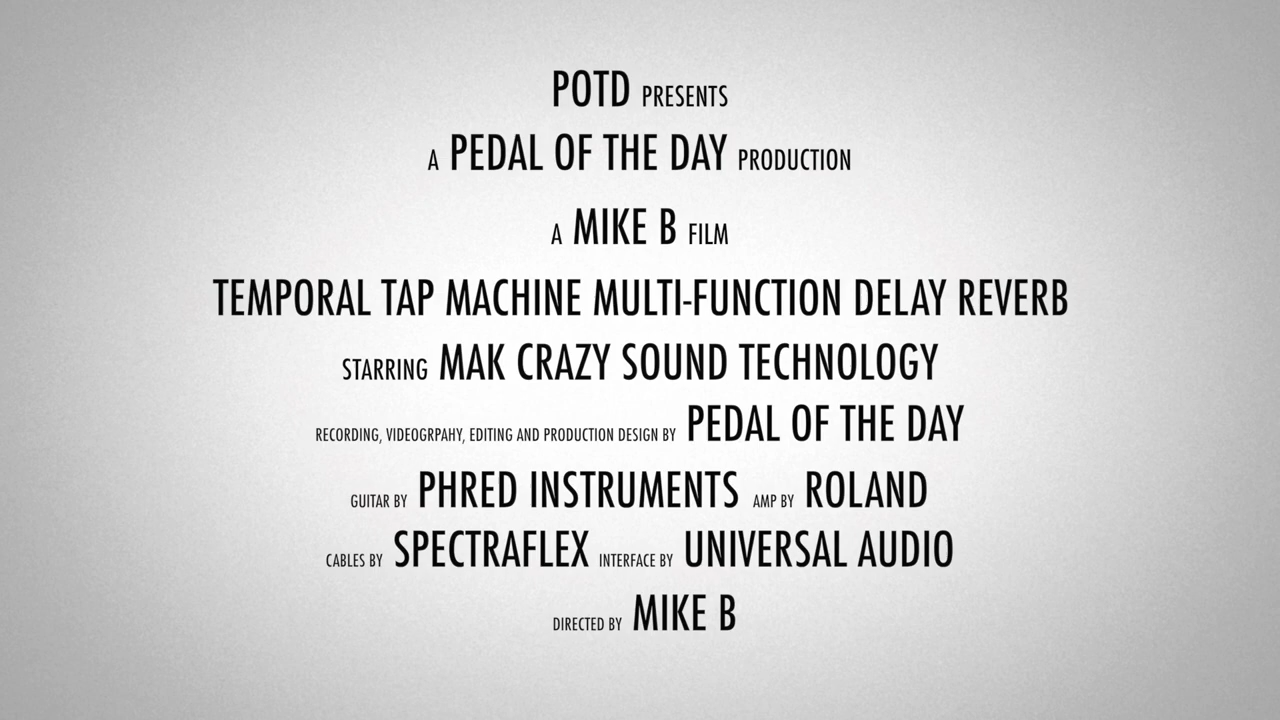 POTD PRESENTS
A PEDAL OF THE DAY PRODUCTION
A MIKE B FILM
TEMPORAL TAP MACHINE MULTI-FUNCTION DELAY REVERB
STARRING MAK CRAZY SOUND TECHNOLOGY
RECORDING, VIDEOGRPAHY, EDITING AND PRODUCTION DESIGN BY PEDAL OF THE DAY
GUITAR BY PHRED INSTRUMENTS AMP BY ROLAND
CABLES BY SPECTRAFLEX INTERFACE BY UNIVERSAL AUDIO
DIRECTED BY MIKE B